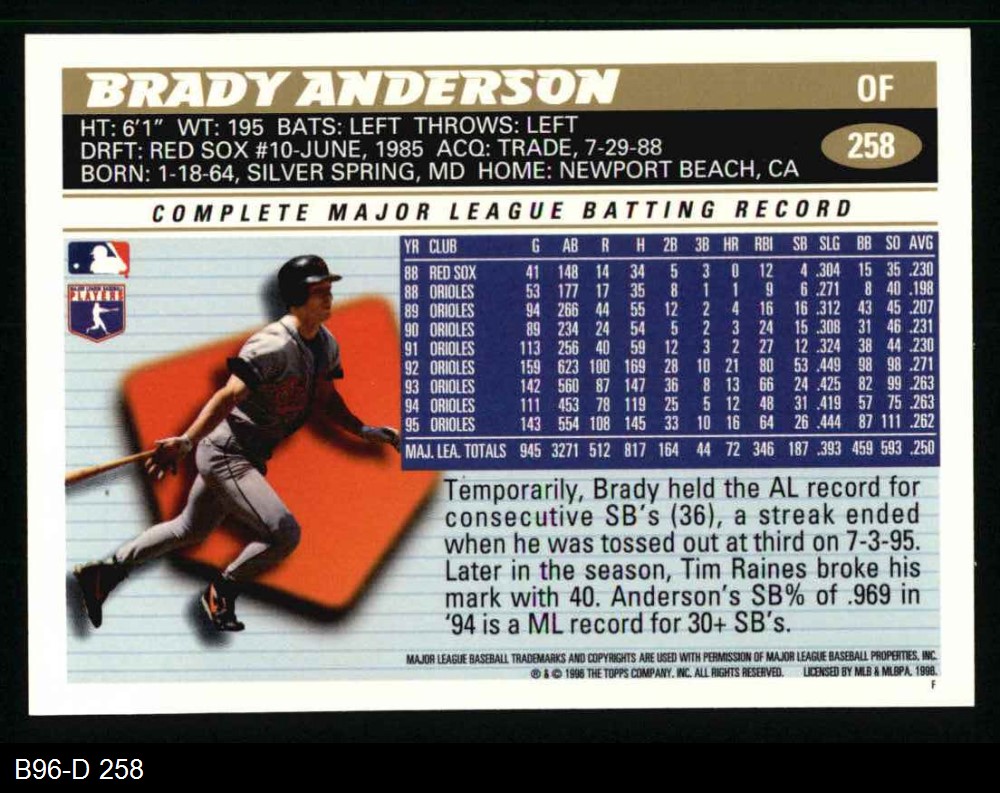 BRADY ANDERSON OF
HT: 6'1" WT: 195 BATS: LEFT THROWS: LEFT
DRFT: RED SOX #10-JUNE, 1985 ACQ: TRADE, 7-29-88
BORN: 1-18-64, SILVER SPRING, MD HOME: NEWPORT BEACH, CA
258
COMPLETE MAJOR LEAGUE BATTING RECORD
MAJOR LEAGUE BASEBALL
PLAYERS
YR CLUB G AB R H 2B 3B HR RBI SB SLG BB SO AVG
88 RED SOX 41 148 14 34 5 3 0 12 4 .304 15 35 .230
88 ORIOLES 53 177 17 35 8 1 1 9 6 .271 8 40 .198
89 ORIOLES 94 266 44 55 12 2 4 16 16 .312 43 45 .207
90 ORIOLES 89 234 24 54 5 2 3 24 15 .308 31 46 .231
91 ORIOLES 113 256 40 59 12 3 2 27 12 .324 38 44 .230
92 ORIOLES 159 623 100 169 28 10 21 80 53 .449 98 98 .271
93 ORIOLES 142 560 87 147 36 8 13 66 24 .425 82 99 .263
94 ORIOLES 111 453 78 119 25 5 12 48 31 .419 57 75 .263
95 ORIOLES 143 554 108 145 33 10 16 64 26 .444 87 111 .262
MAJ. LEA. TOTALS 945 3271 512 817 164 44 72 346 187 .393 459 593 .250
Temporarily, Brady held the AL record for
consecutive SB's (36), a streak ended
when he was tossed out at third on 7-3-95.
Later in the season, Tim Raines broke his
mark with 40. Anderson's SB% of .969 in
'94 is a ML record for 30+ SB's.
MAJOR LEAGUE BASEBALL TRADEMARKS AND COPYRIGHTS ARE USED WITH PERMISSION OF MAJOR LEAGUE BASEBALL PROPERTIES, INC.
® & © 1996 THE TOPPS COMPANY, INC. ALL RIGHTS RESERVED. LICENSED BY MLB & MLBPA, 1996.
F
B96-D 258